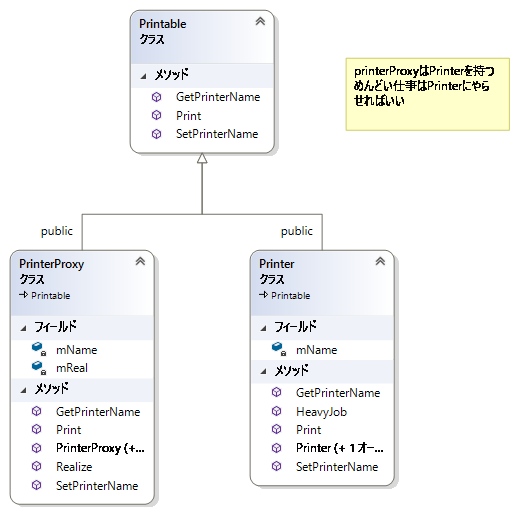 Printable
クラス
メソッド
GetPrinterName
Print
SetPrinterName
printerProxyはPrinterを持つ
めんどい仕事はPrinterにやら
せればいい
public
public
PrinterProxy
クラス
Printable
フィールド
mName
mReal
メソッド
GetPrinterName
Print
PrinterProxy (+...
Realize
SetPrinterName
Printer
クラス
Printable
フィールド
mName
メソッド
GetPrinterName
HeavyJob
Print
Printer (+ 1 オー...
SetPrinterName